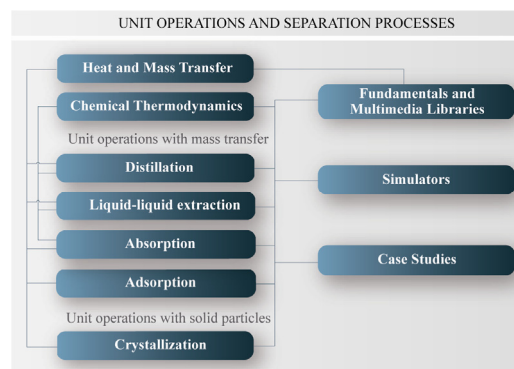 UNIT OPERATIONS AND SEPARATION PROCESSES
Heat and Mass Transfer
Chemical Thermodynamics
Unit operations with mass transfer
Distillation
Liquid-liquid extraction
Absorption
Adsorption
Unit operations with solid particles
Crystallization
Fundamentals and
Multimedia Libraries
Simulators
Case Studies